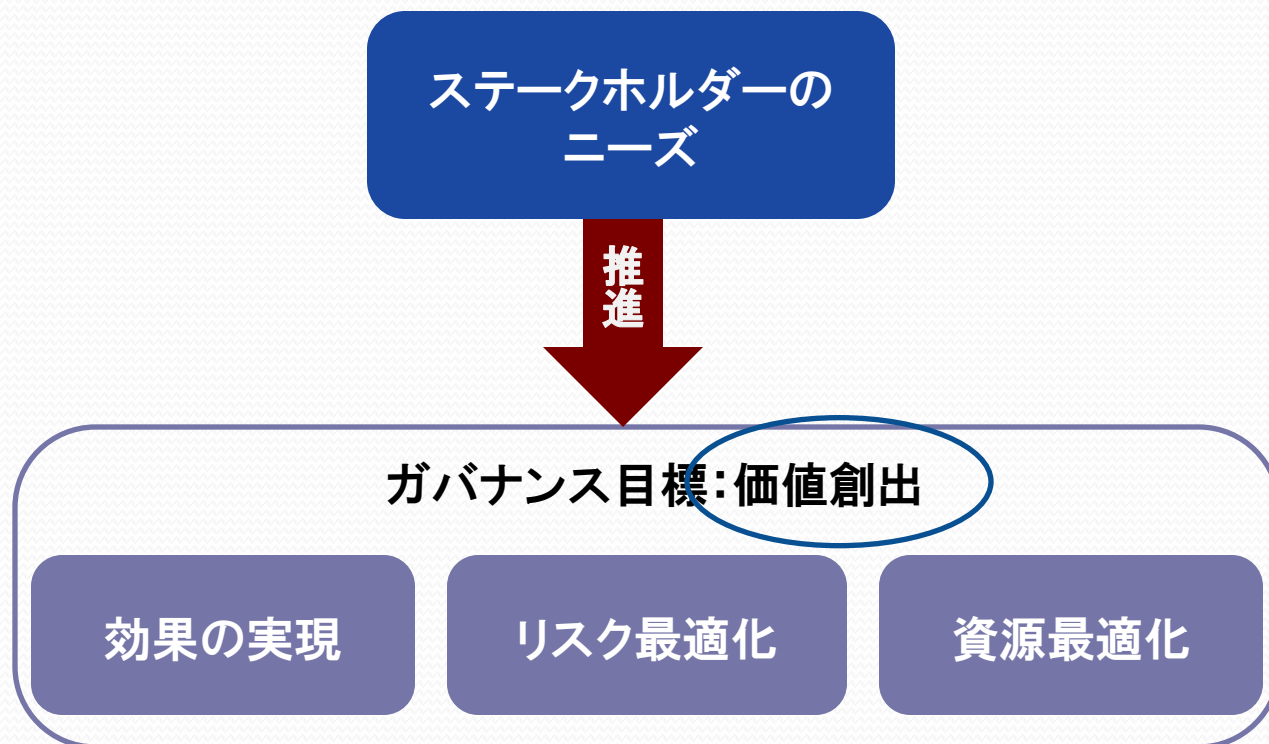 ステークホルダーの
ニーズ
推進
ガバナンス目標：価値創出
効果の実現
リスク最適化
資源最適化